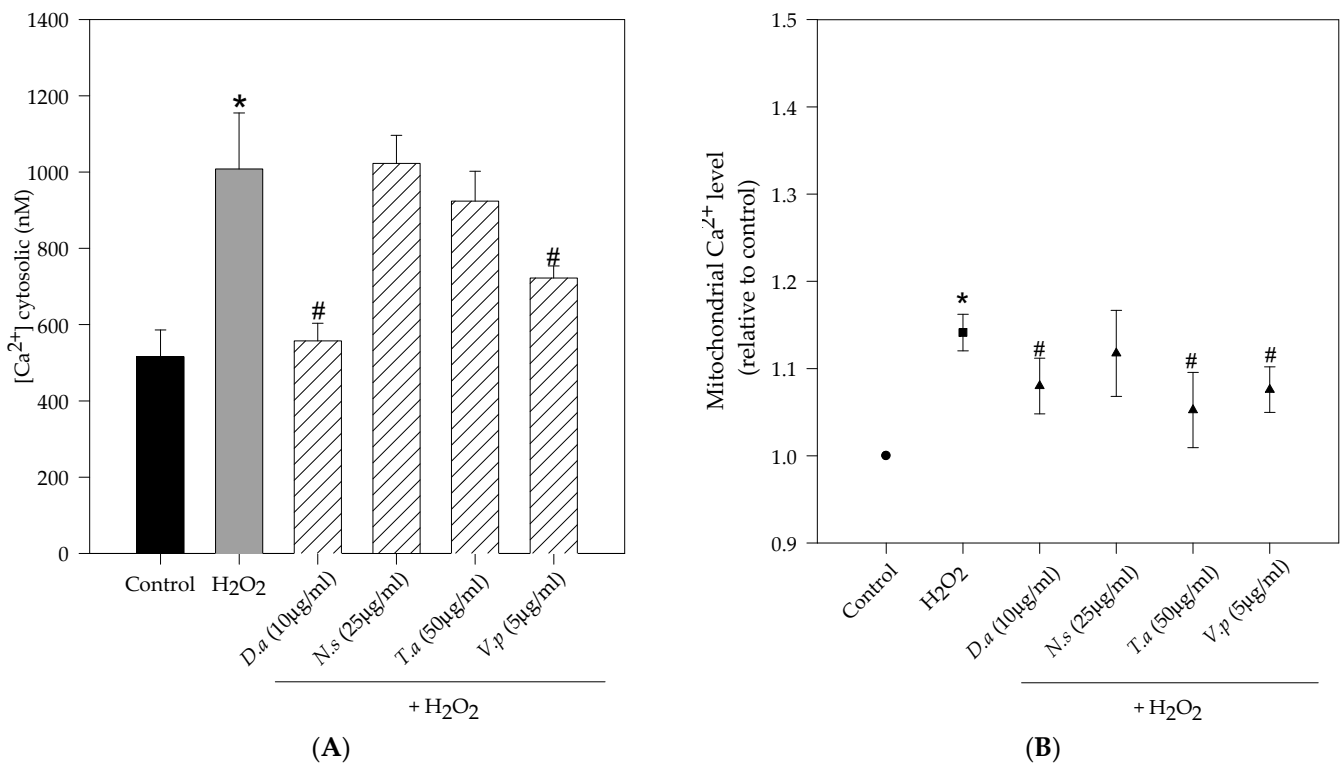 1400
1200
1000
800
600
400
200
0
[Ca2+] cytosolic (nM)
*
#
#
Control
H2O2
D.a (10µg/ml)
N.s (25µg/ml)
T.a (50µg/ml)
V.p (5µg/ml)
+ H2O2
(A)
1.5
1.4
1.3
1.2
1.1
1.0
0.9
Mitochondrial Ca2+ level
(relative to control)
*
#
#
#
Control
H2O2
D.a (10µg/ml)
N.s (25µg/ml)
T.a (50µg/ml)
V.p (5µg/ml)
+ H2O2
(B)